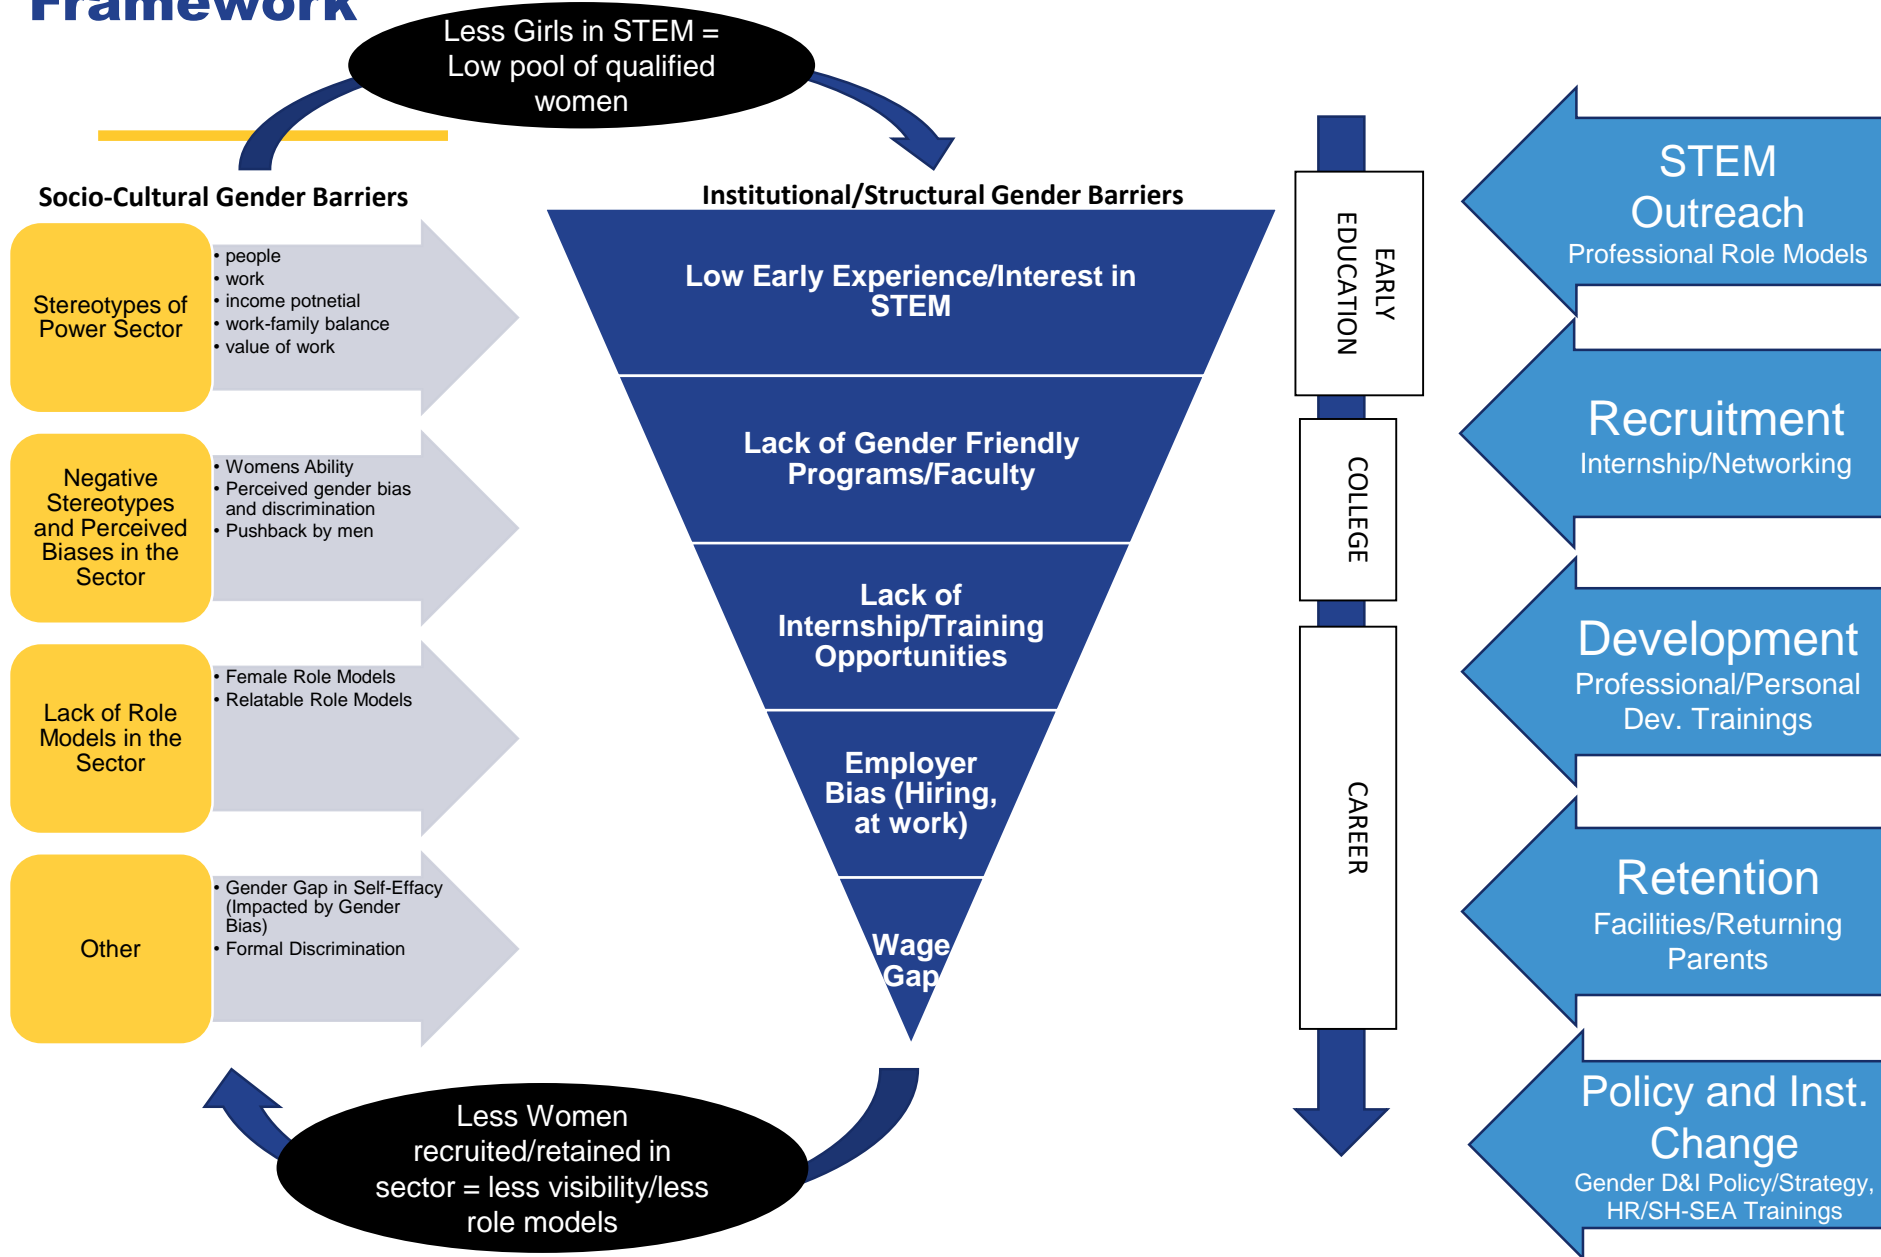 Framework
Less Girls in STEM =
Low pool of qualified
women
Socio-Cultural Gender Barriers
Stereotypes of
Power Sector
• people
• work
• income potnetial
• work-family balance
• value of work
Negative
Stereotypes
and Perceived
Biases in the
Sector
• Womens Ability
• Perceived gender bias
and discrimination
• Pushback by men
Lack of Role
Models in the
Sector
• Female Role Models
• Relatable Role Models
Other
• Gender Gap in Self-Effacy
(Impacted by Gender
Bias)
• Formal Discrimination
Less Women
recruited/retained in
sector = less visibility/less
role models
Institutional/Structural Gender Barriers
Low Early Experience/Interest in
STEM
Lack of Gender Friendly
Programs/Faculty
Lack of
Internship/Training
Opportunities
Employer
Bias (Hiring,
at work)
Wage
Gap
EARLY
EDUCATION
COLLEGE
CAREER
STEM
Outreach
Professional Role Models
Recruitment
Internship/Networking
Development
Professional/Personal
Dev. Trainings
Retention
Facilities/Returning
Parents
Policy and Inst.
Change
Gender D&I Policy/Strategy,
HR/SH-SEA Trainings